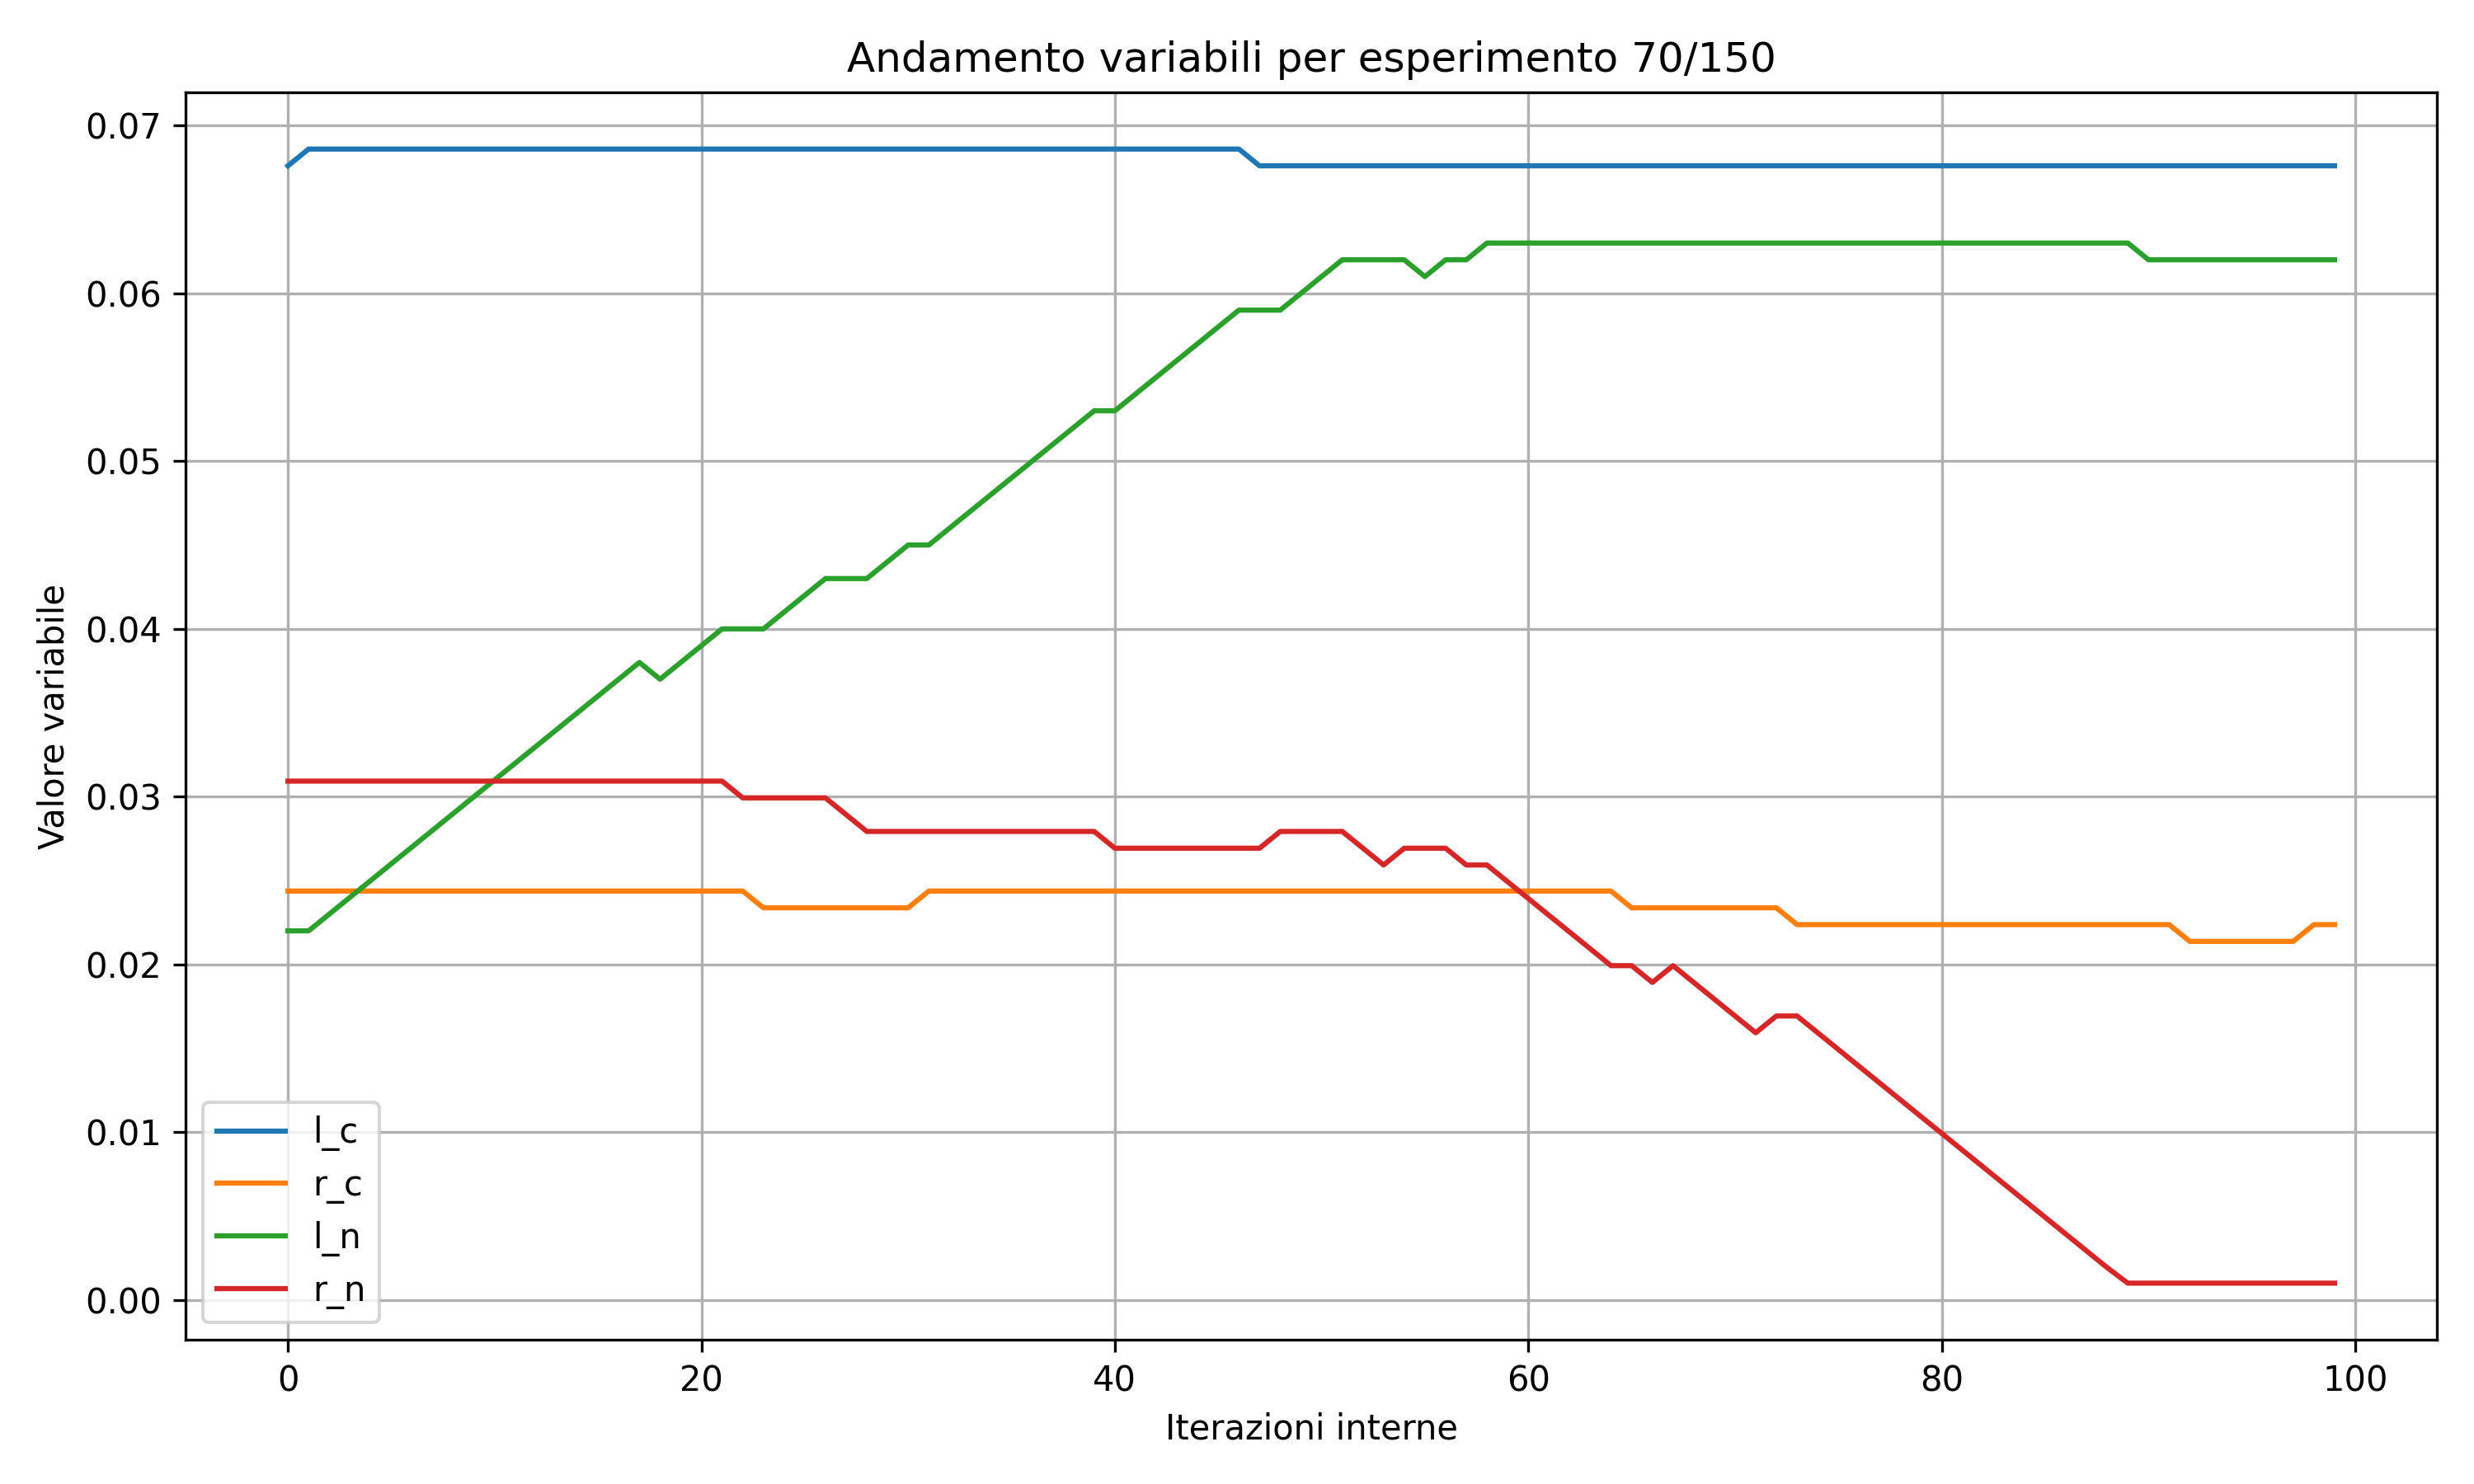 Andamento variabili per esperimento 70/150
0.07
0.06
0.05
0.04
0.03
0.02
0.01
0.00
Valore variabile
l_c
r_c
l_n
r_n
0 20 40 60 80 100
Iterazioni interne